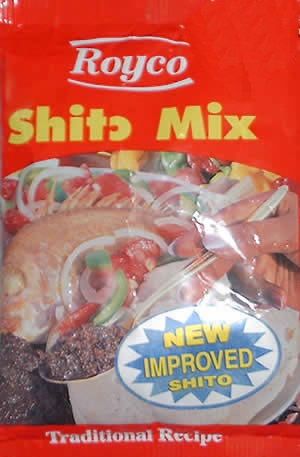 Royco
Shitɔ Mix
NEW
IMPROVED
SHITO
Traditional Recipe